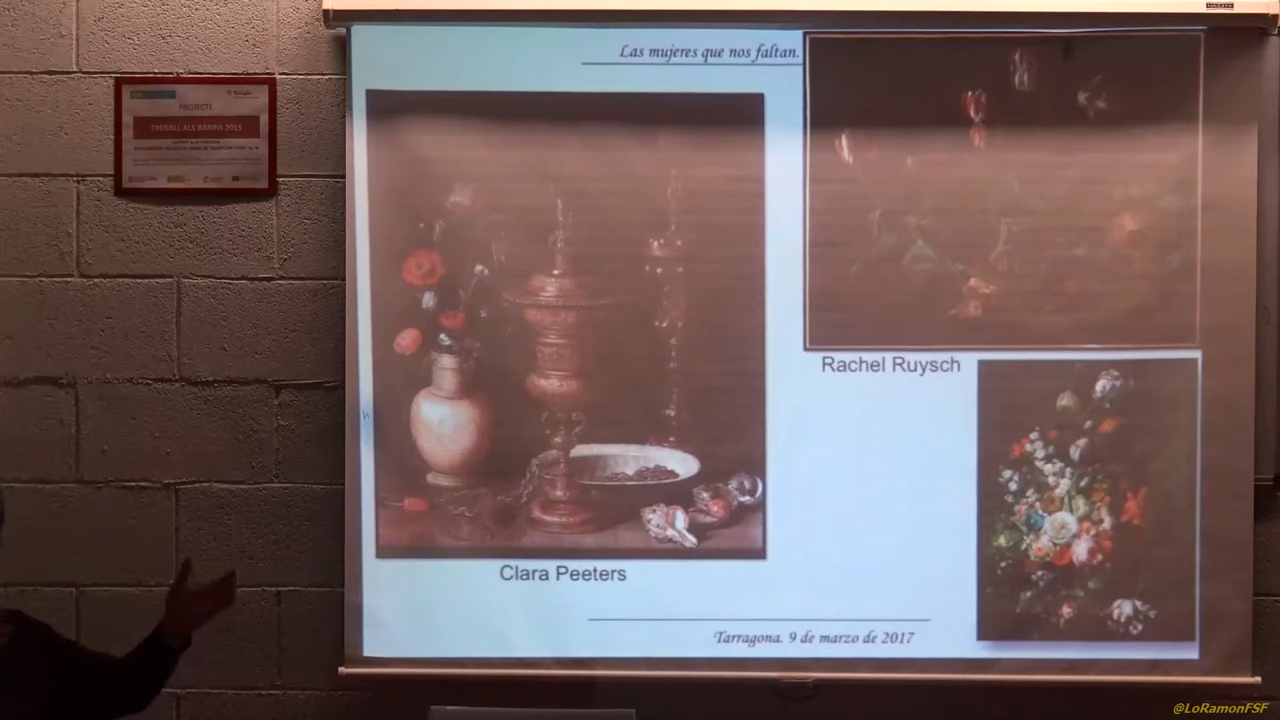 Las mujeres que nos faltan.
PROJECTE
TREBALL ALS BARRIS 2015
Rachel Ruysch
Clara Peeters
Tarragona. 9 de marzo de 2017
@LoRamonFSF